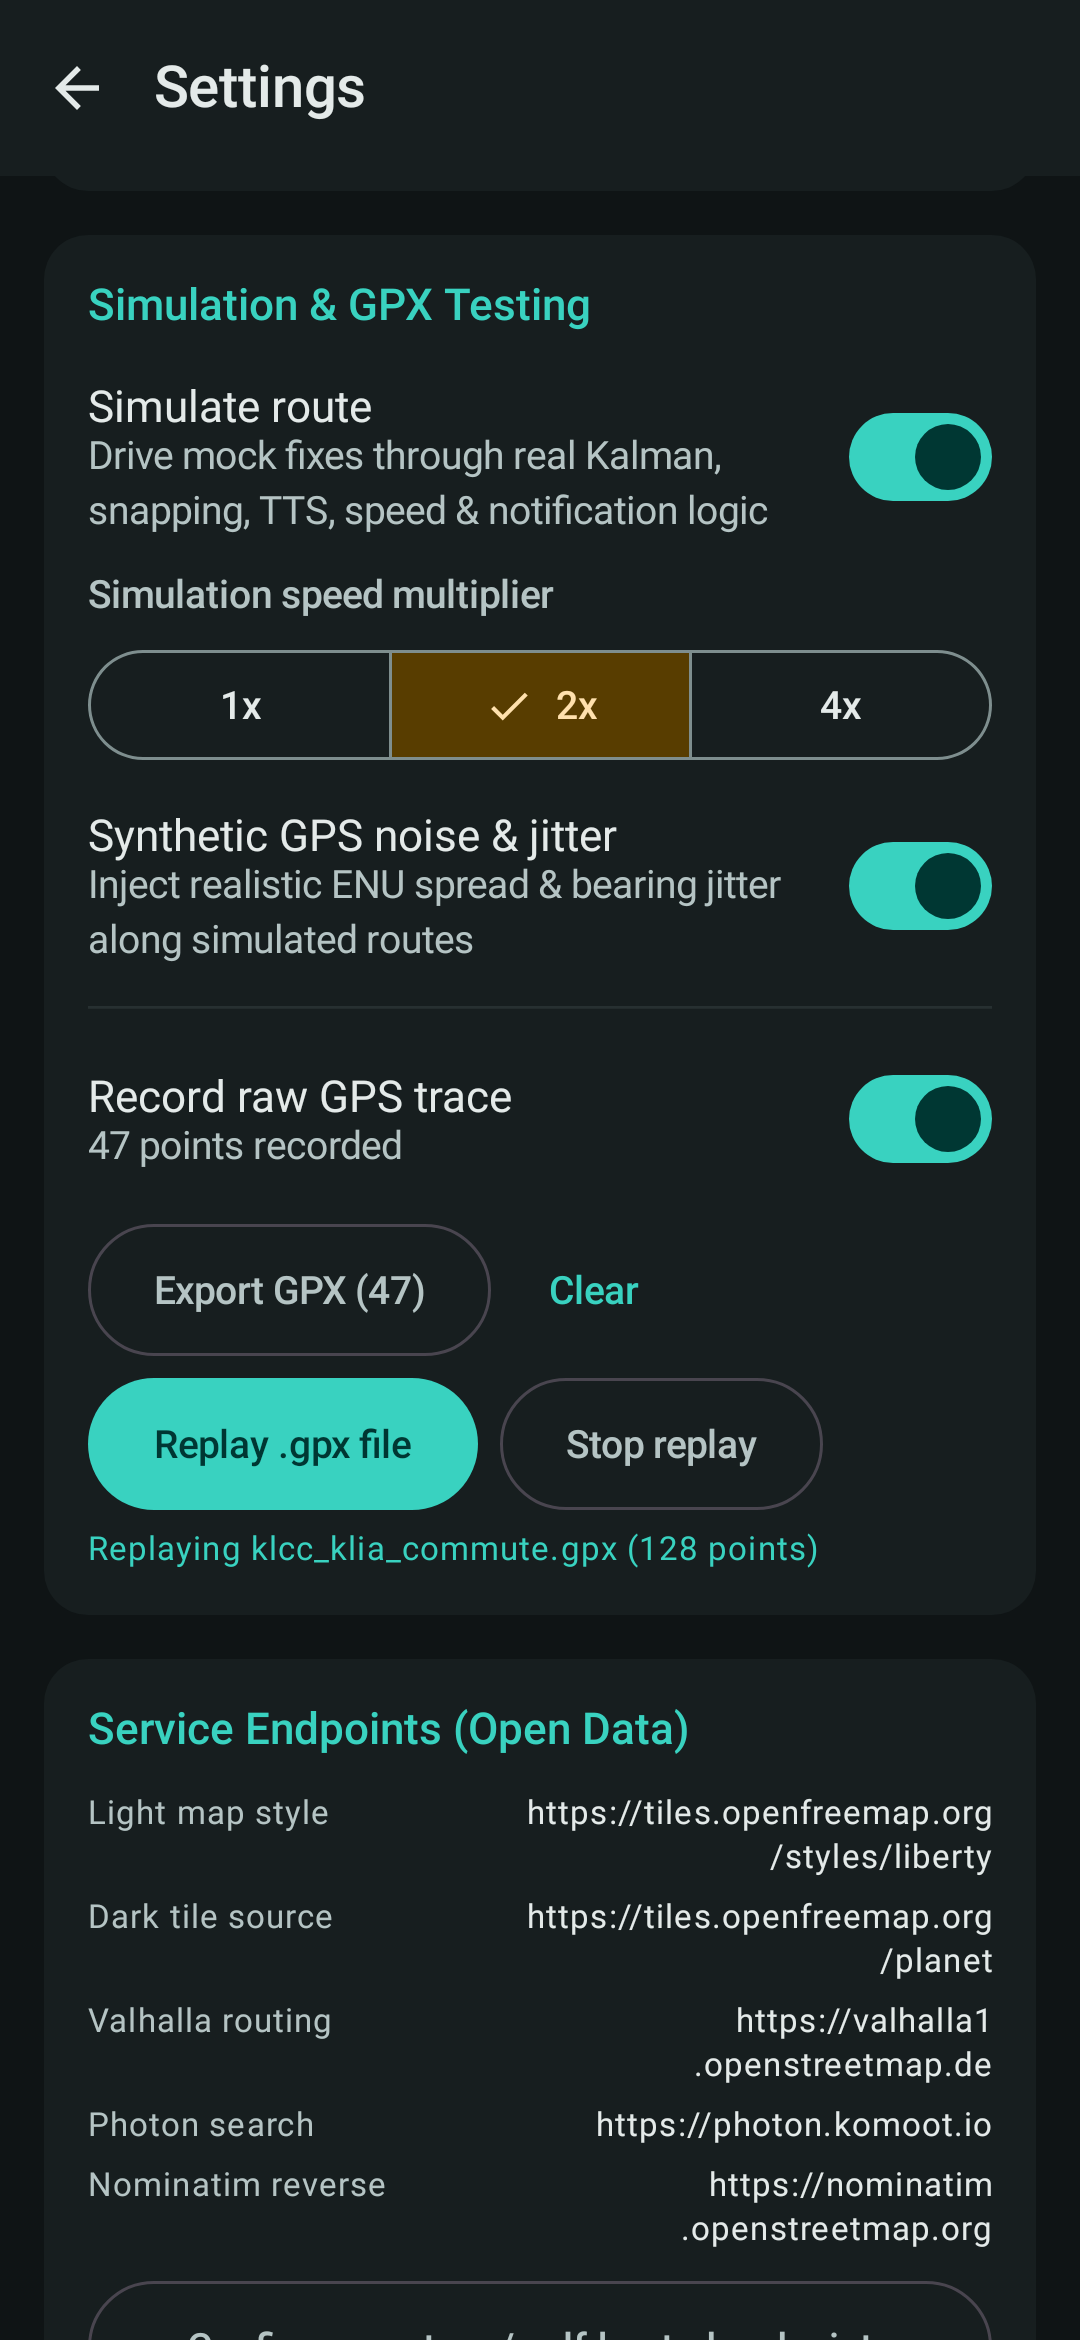 Settings
Simulation & GPX Testing
Simulate route
Drive mock fixes through real Kalman,
snapping, TTS, speed & notification logic
Simulation speed multiplier
1x
2x
4x
Synthetic GPS noise & jitter
Inject realistic ENU spread & bearing jitter
along simulated routes
Record raw GPS trace
47 points recorded
Export GPX (47)
Clear
Replay .gpx file
Stop replay
Replaying klcc_klia_commute.gpx (128 points)
Service Endpoints (Open Data)
Light map style
https://tiles.openfreemap.org
/styles/liberty
Dark tile source
https://tiles.openfreemap.org
/planet
Valhalla routing
https://valhalla1
.openstreetmap.de
Photon search
https://photon.komoot.io
Nominatim reverse
https://nominatim
.openstreetmap.org